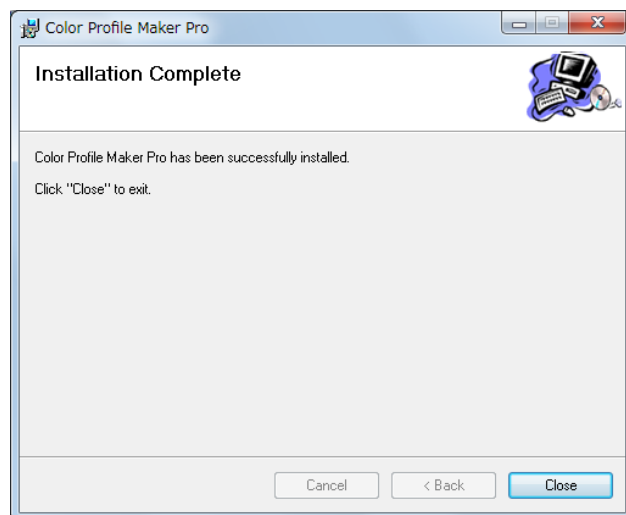 Color Profile Maker Pro
Installation Complete
Color Profile Maker Pro has been successfully installed.
Click "Close" to exit.
Cancel
< Back
Close